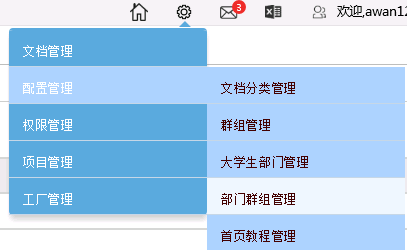 3
欢迎,awan12
文档管理
配置管理
权限管理
项目管理
工厂管理
文档分类管理
群组管理
大学生部门管理
部门群组管理
首页教程管理